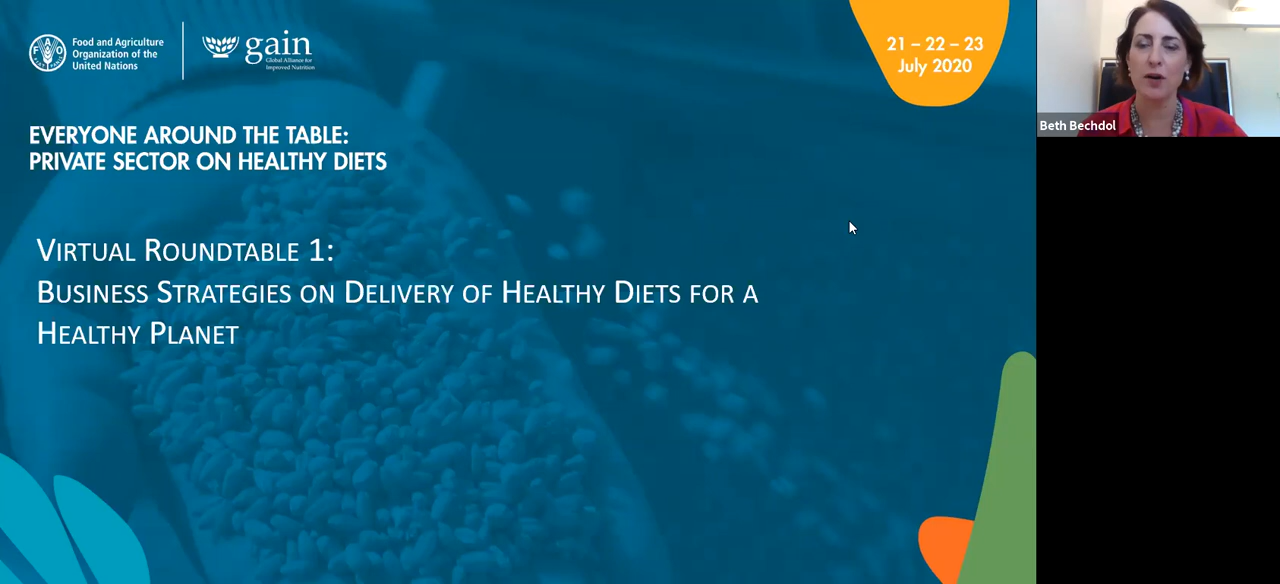 Food and Agriculture
Organization of the
United Nations
FAO
gain
Global Alliance for
Improved Nutrition
21 – 22 – 23
July 2020
EVERYONE AROUND THE TABLE:
PRIVATE SECTOR ON HEALTHY DIETS
VIRTUAL ROUNDTABLE 1:
BUSINESS STRATEGIES ON DELIVERY OF HEALTHY DIETS FOR A
HEALTHY PLANET
Beth Bechdol